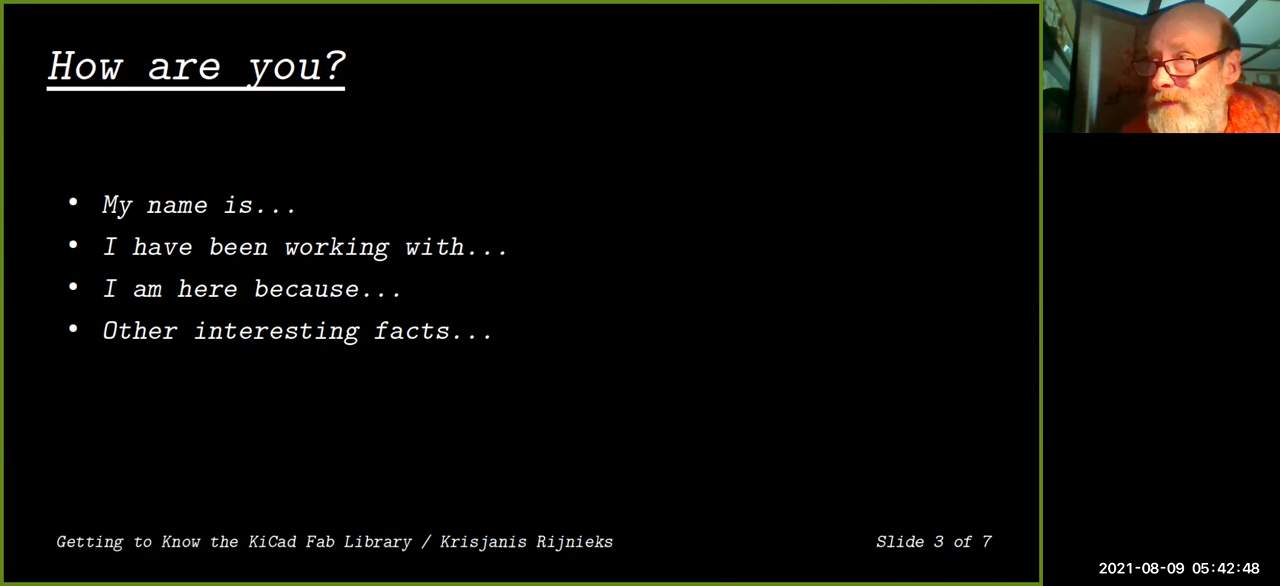 How are you?
• My name is...
• I have been working with...
• I am here because...
• Other interesting facts...
Getting to Know the KiCad Fab Library / Krisjanis Rijnieks
Slide 3 of 7
2021-08-09 05:42:48